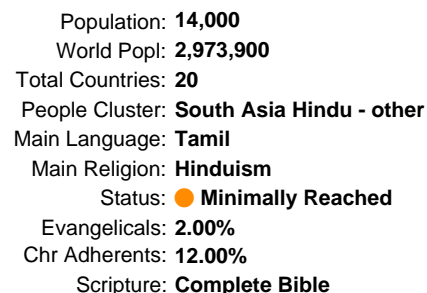 Population: 14,000
World Popl: 2,973,900
Total Countries: 20
People Cluster: South Asia Hindu - other
Main Language: Tamil
Main Religion: Hinduism
Status: Minimally Reached
Evangelicals: 2.00%
Chr Adherents: 12.00%
Scripture: Complete Bible